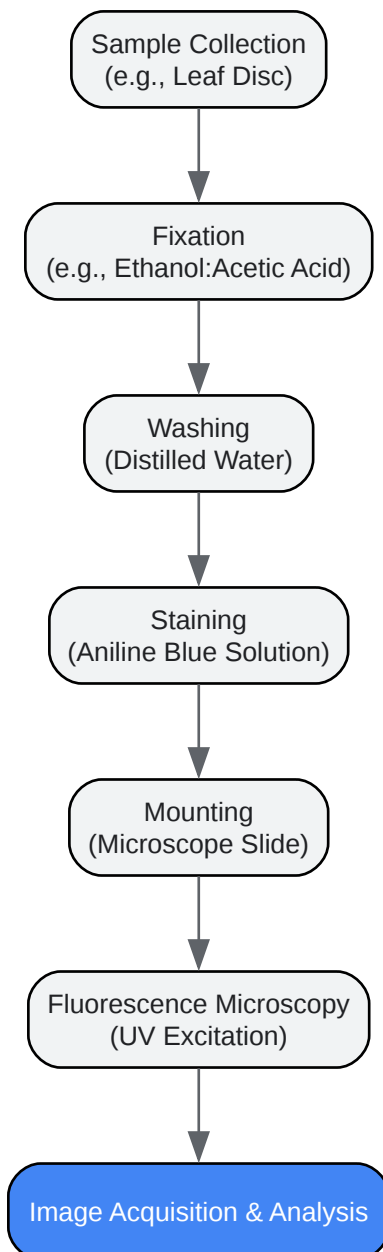 Sample Collection
(e.g., Leaf Disc)
Fixation
(e.g., Ethanol:Acetic Acid)
Washing
(Distilled Water)
Staining
(Aniline Blue Solution)
Mounting
(Microscope Slide)
Fluorescence Microscopy
(UV Excitation)
Image Acquisition & Analysis